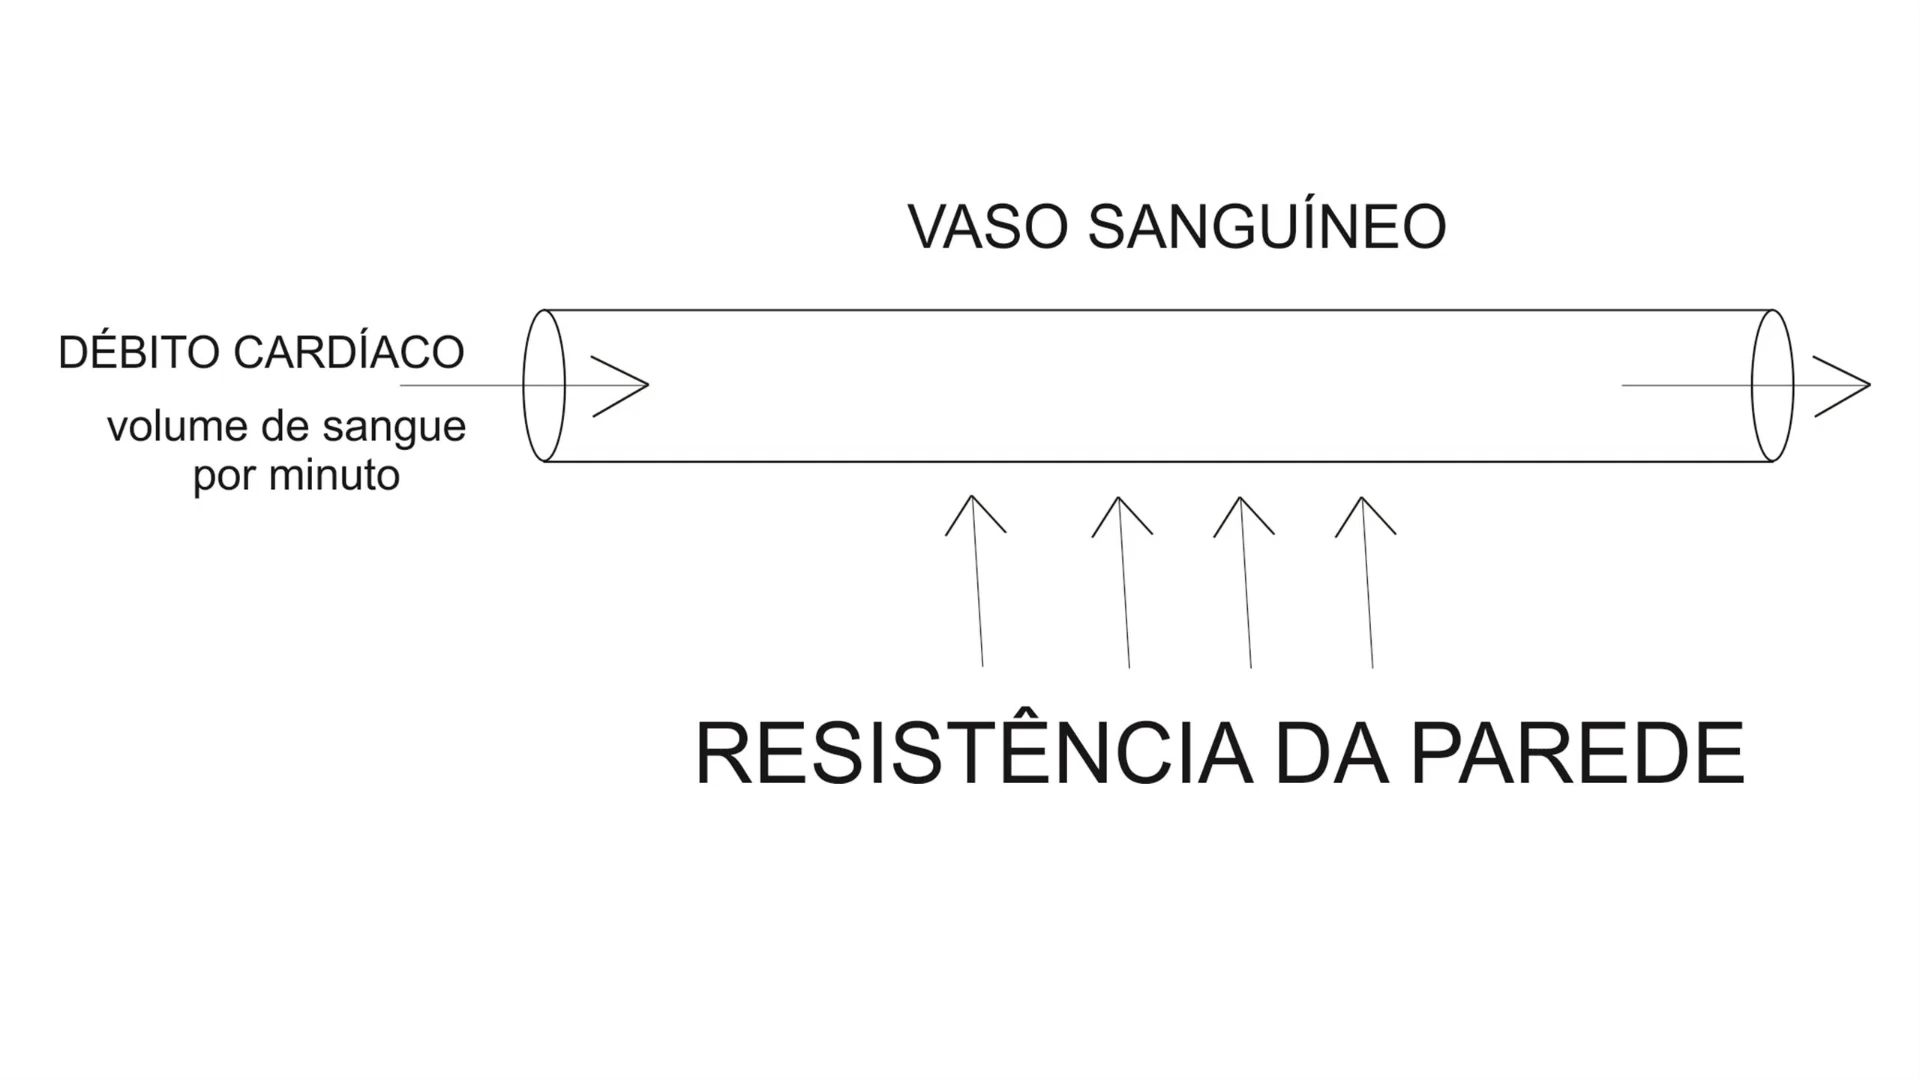 VASO SANGUÍNEO
DÉBITO CARDÍACO
volume de sangue
por minuto
RESISTÊNCIA DA PAREDE